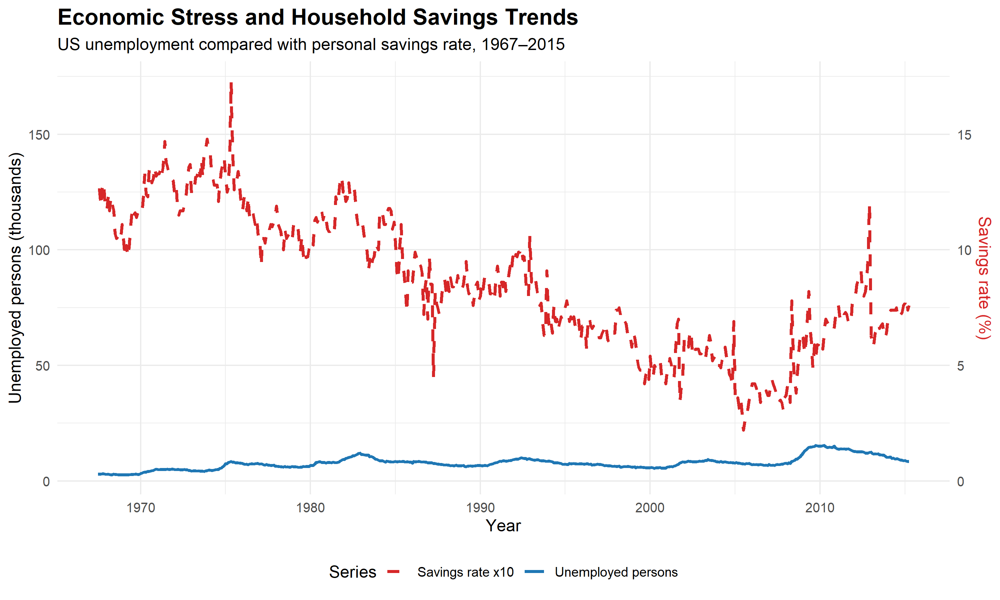 Economic Stress and Household Savings Trends
US unemployment compared with personal savings rate, 1967–2015
Unemployed persons (thousands)
150
100
50
0
15
10
5
0
Savings rate (%)
1970 1980 1990 2000 2010
Year
Series Savings rate x10 Unemployed persons